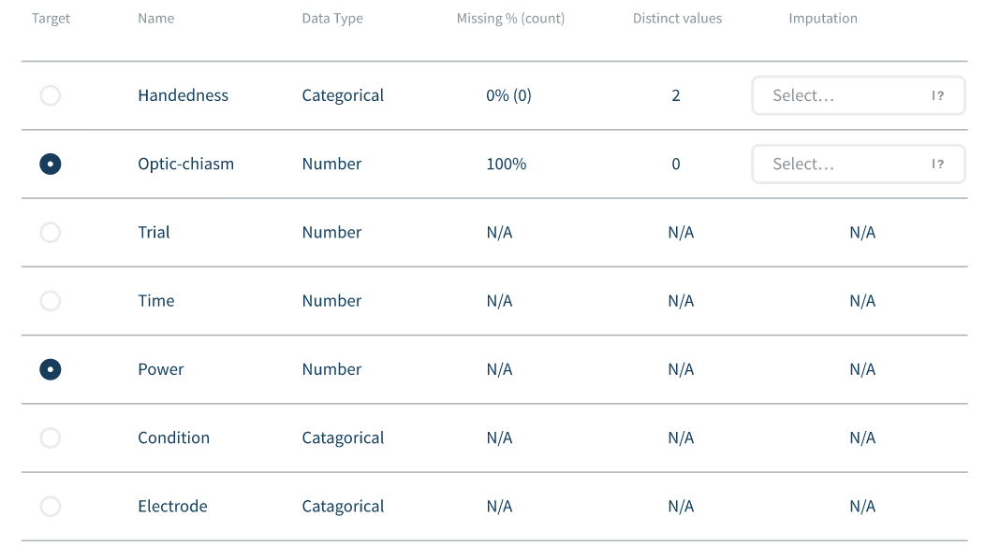 Target Name Data Type Missing % (count) Distinct values Imputation
Handedness Categorical 0% (0) 2 Select... I?
Optic-chiasm Number 100% 0 Select... I?
Trial Number N/A N/A N/A
Time Number N/A N/A N/A
Power Number N/A N/A N/A
Condition Catagorical N/A N/A N/A
Electrode Catagorical N/A N/A N/A